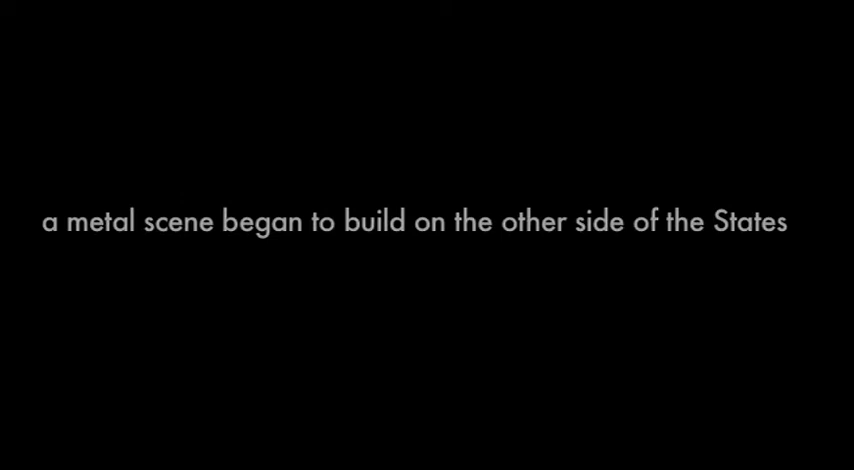 a metal scene began to build on the other side of the States